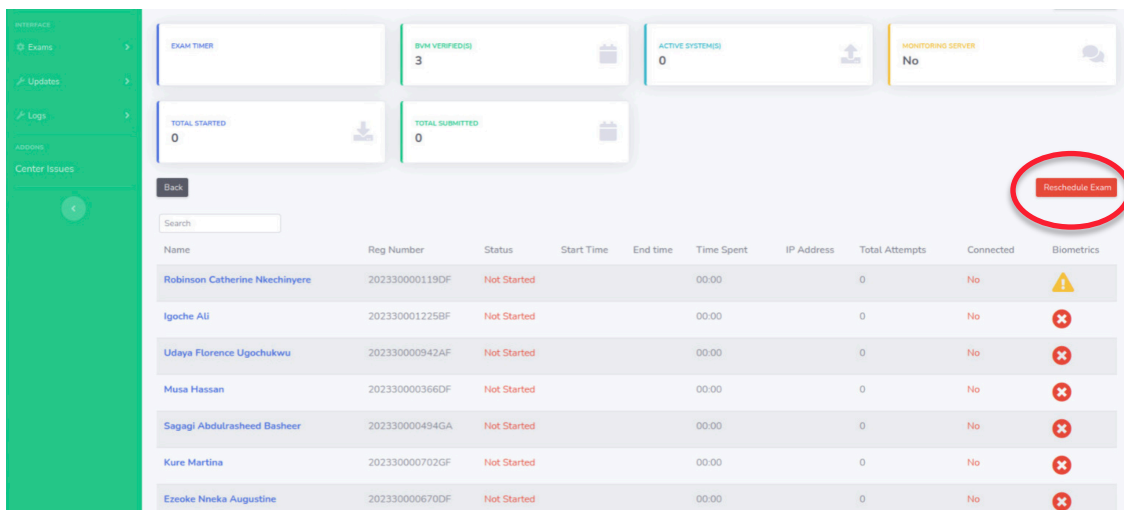 INTERFACE
Exams
Updates
Logs
ADDONS
Center Issues
EXAM TIMER
BVM VERIFIED(S)
3
ACTIVE SYSTEM(S)
0
MONITORING SERVER
No
TOTAL STARTED
0
TOTAL SUBMITTED
0
Back
Reschedule Exam
Search
Name Reg Number Status Start Time End time Time Spent IP Address Total Attempts Connected Biometrics
Robinson Catherine Nkechinyere 202330000119DF Not Started 00:00 0 No
Igoche Ali 202330001225BF Not Started 00:00 0 No
Udaya Florence Ugochukwu 202330000942AF Not Started 00:00 0 No
Musa Hassan 202330000366DF Not Started 00:00 0 No
Sagagi Abdulrasheed Basheer 202330000494GA Not Started 00:00 0 No
Kure Martina 202330000702GF Not Started 00:00 0 No
Ezeoke Nneka Augustine 202330000670DF Not Started 00:00 0 No